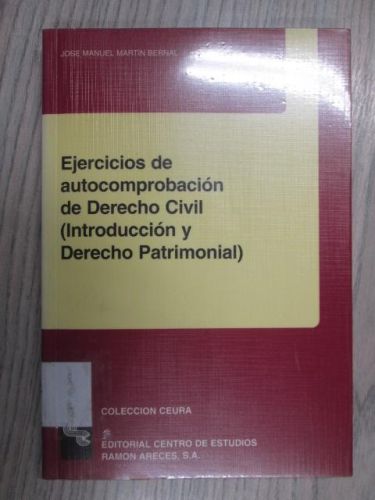 JOSE MANUEL MARTIN BERNAL
Ejercicios de
autocomprobación
de Derecho Civil
(Introducción y
Derecho Patrimonial)
COLECCION CEURA
EDITORIAL CENTRO DE ESTUDIOS
RAMON ARECES, S.A.